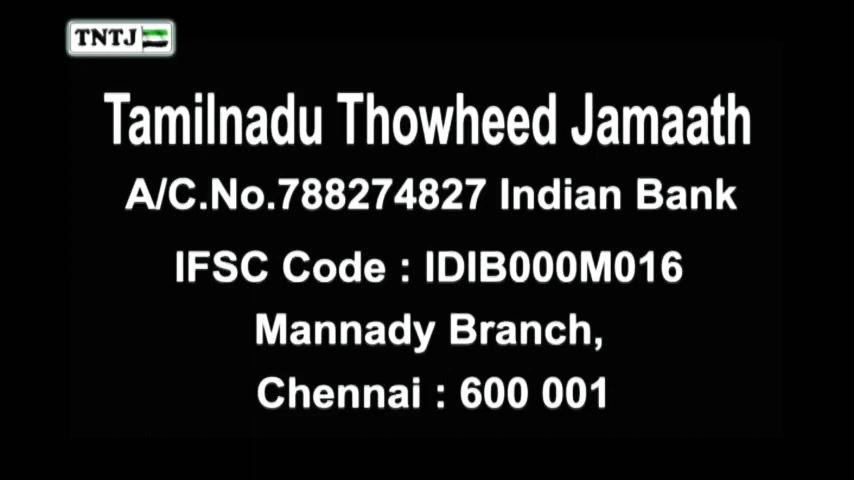 TNTJ
Tamilnadu Thowheed Jamaath
A/C.No.788274827 Indian Bank
IFSC Code : IDIB000M016
Mannady Branch,
Chennai : 600 001